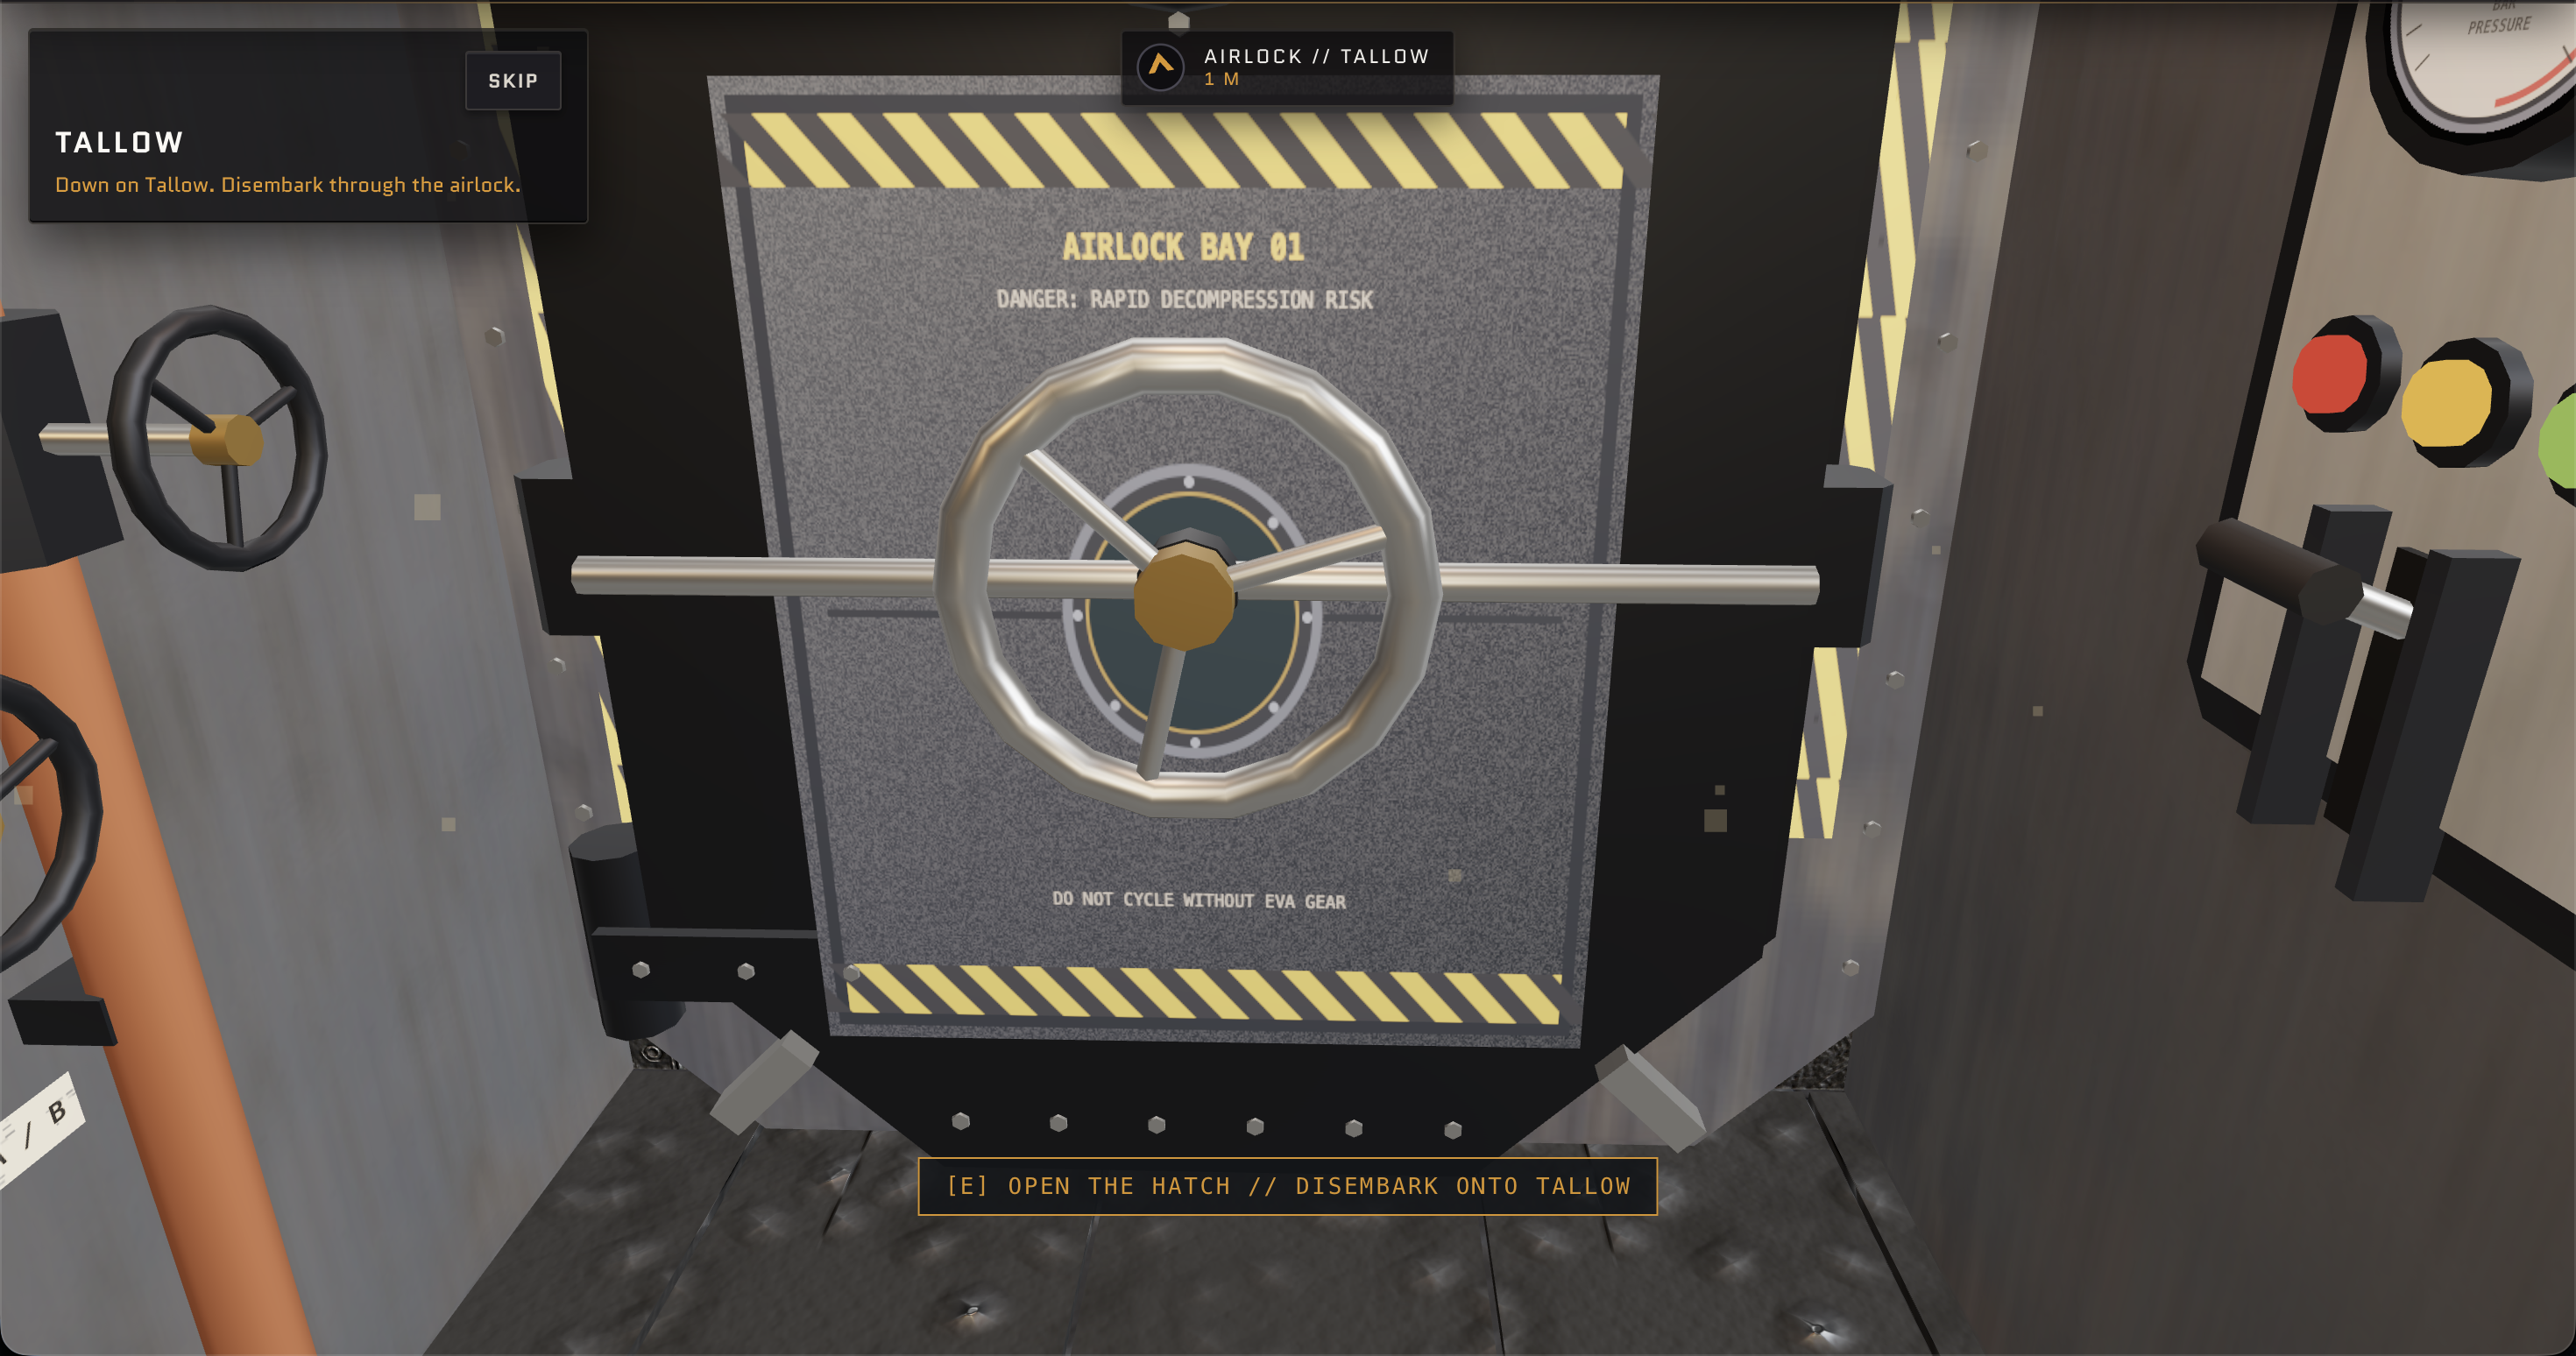 SKIP
TALLOW
Down on Tallow. Disembark through the airlock.
AIRLOCK // TALLOW
1 M
BAR
PRESSURE
AIRLOCK BAY 01
DANGER: RAPID DECOMPRESSION RISK
DO NOT CYCLE WITHOUT EVA GEAR
/ B
[E] OPEN THE HATCH // DISEMBARK ONTO TALLOW